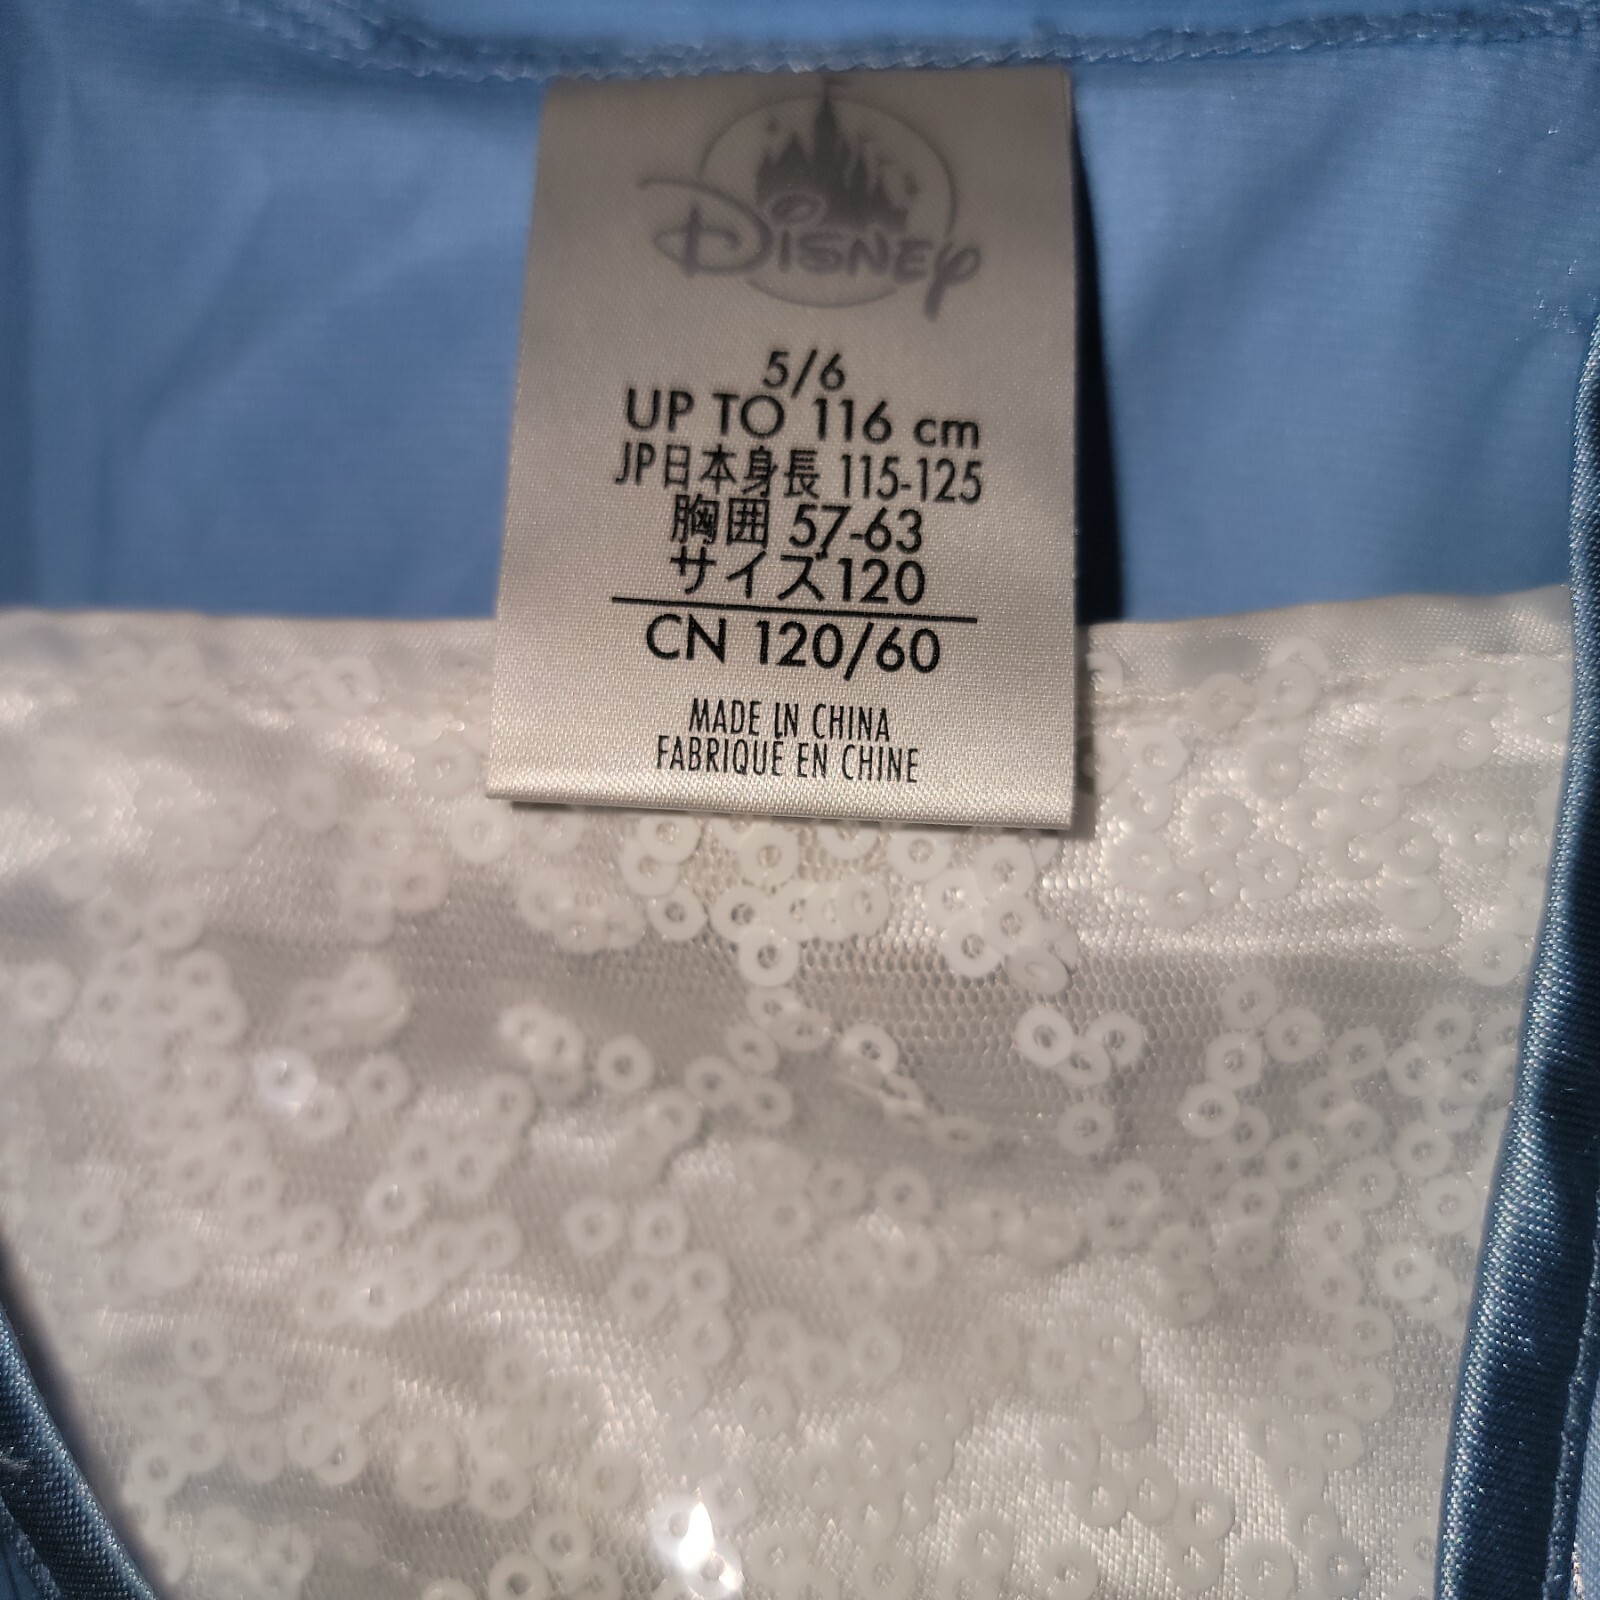 Disney
5/6
UP TO 116 cm
JP日本身長 115-125
胸囲 57-63
サイズ120
CN 120/60
MADE IN CHINA
FABRIQUÉ EN CHINE